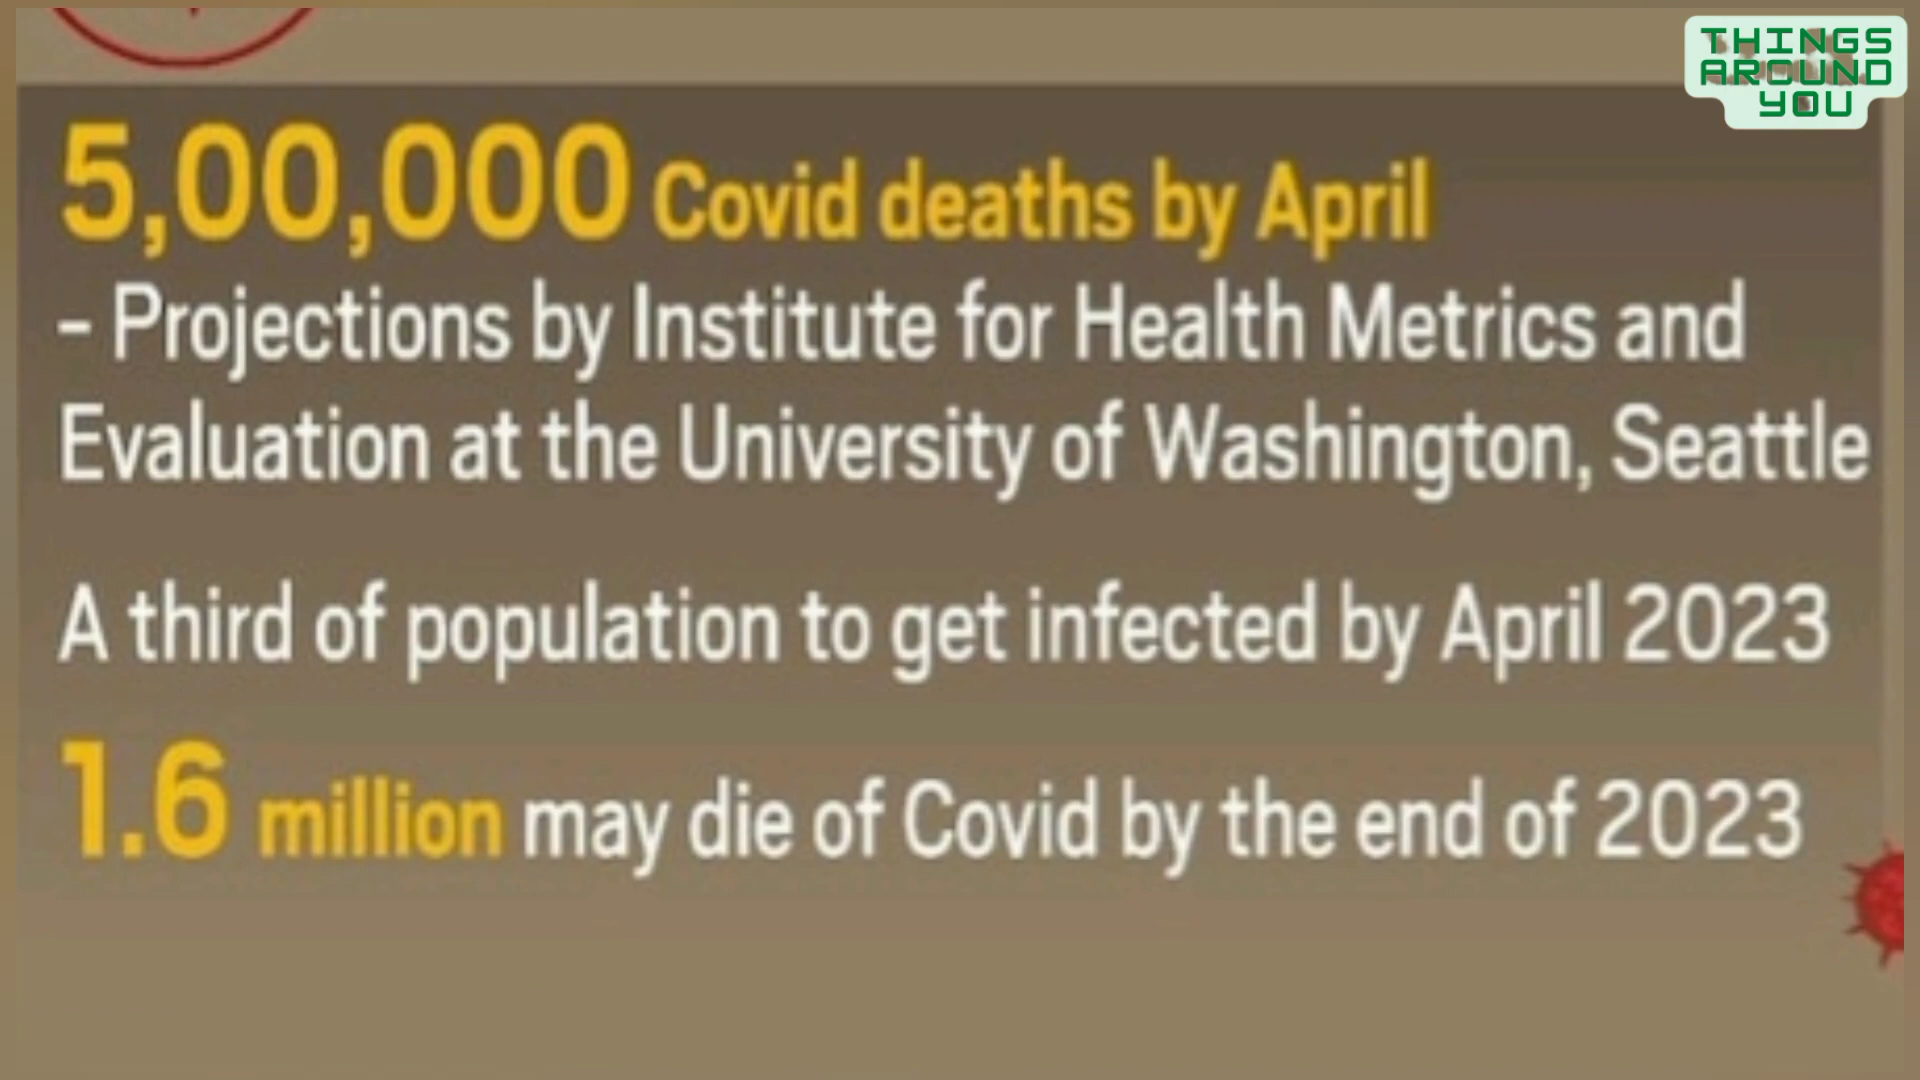 THINGS
AROUND
YOU
5,00,000 Covid deaths by April
– Projections by Institute for Health Metrics and
Evaluation at the University of Washington, Seattle
A third of population to get infected by April 2023
1.6 million may die of Covid by the end of 2023